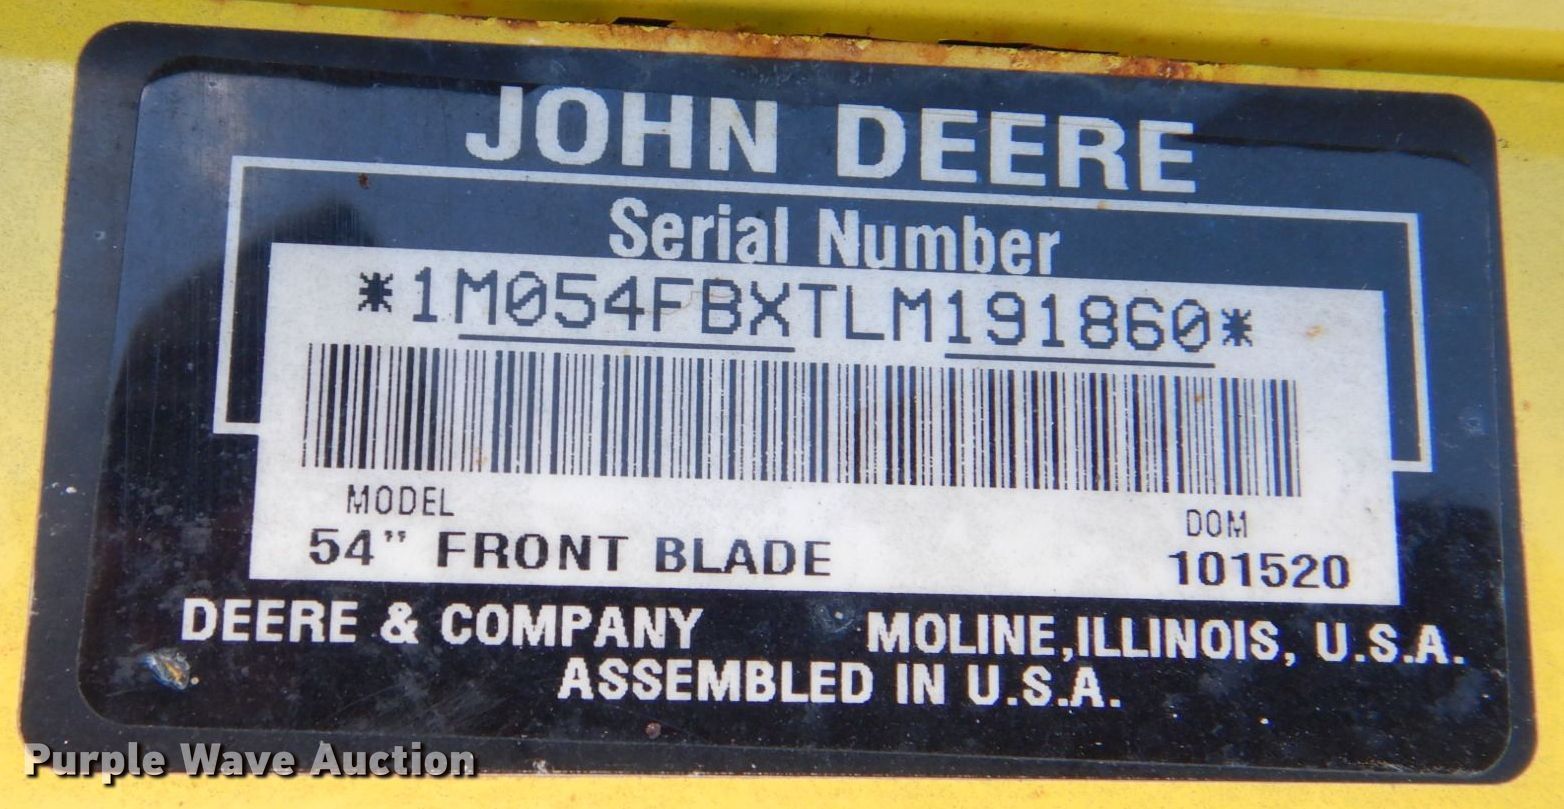 JOHN DEERE
Serial Number
*1M054FBXTLM191860*
MODEL DOM
54" FRONT BLADE 101520
DEERE & COMPANY MOLINE, ILLINOIS, U.S.A.
ASSEMBLED IN U.S.A.
Purple Wave Auction